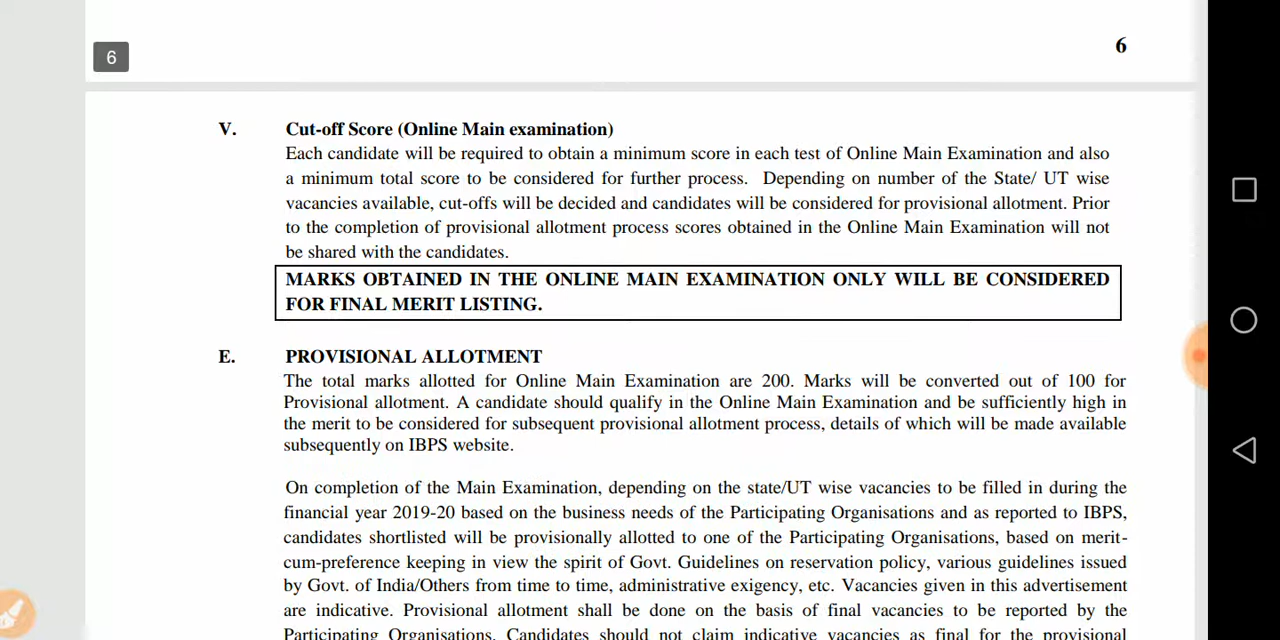 6
6
V. Cut-off Score (Online Main examination)
Each candidate will be required to obtain a minimum score in each test of Online Main Examination and also
a minimum total score to be considered for further process. Depending on number of the State/ UT wise
vacancies available, cut-offs will be decided and candidates will be considered for provisional allotment. Prior
to the completion of provisional allotment process scores obtained in the Online Main Examination will not
be shared with the candidates.
MARKS OBTAINED IN THE ONLINE MAIN EXAMINATION ONLY WILL BE CONSIDERED
FOR FINAL MERIT LISTING.
E. PROVISIONAL ALLOTMENT
The total marks allotted for Online Main Examination are 200. Marks will be converted out of 100 for
Provisional allotment. A candidate should qualify in the Online Main Examination and be sufficiently high in
the merit to be considered for subsequent provisional allotment process, details of which will be made available
subsequently on IBPS website.
On completion of the Main Examination, depending on the state/UT wise vacancies to be filled in during the
financial year 2019-20 based on the business needs of the Participating Organisations and as reported to IBPS,
candidates shortlisted will be provisionally allotted to one of the Participating Organisations, based on merit-
cum-preference keeping in view the spirit of Govt. Guidelines on reservation policy, various guidelines issued
by Govt. of India/Others from time to time, administrative exigency, etc. Vacancies given in this advertisement
are indicative. Provisional allotment shall be done on the basis of final vacancies to be reported by the
Participating Organisations. Candidates should not claim indicative vacancies as final for the provisional